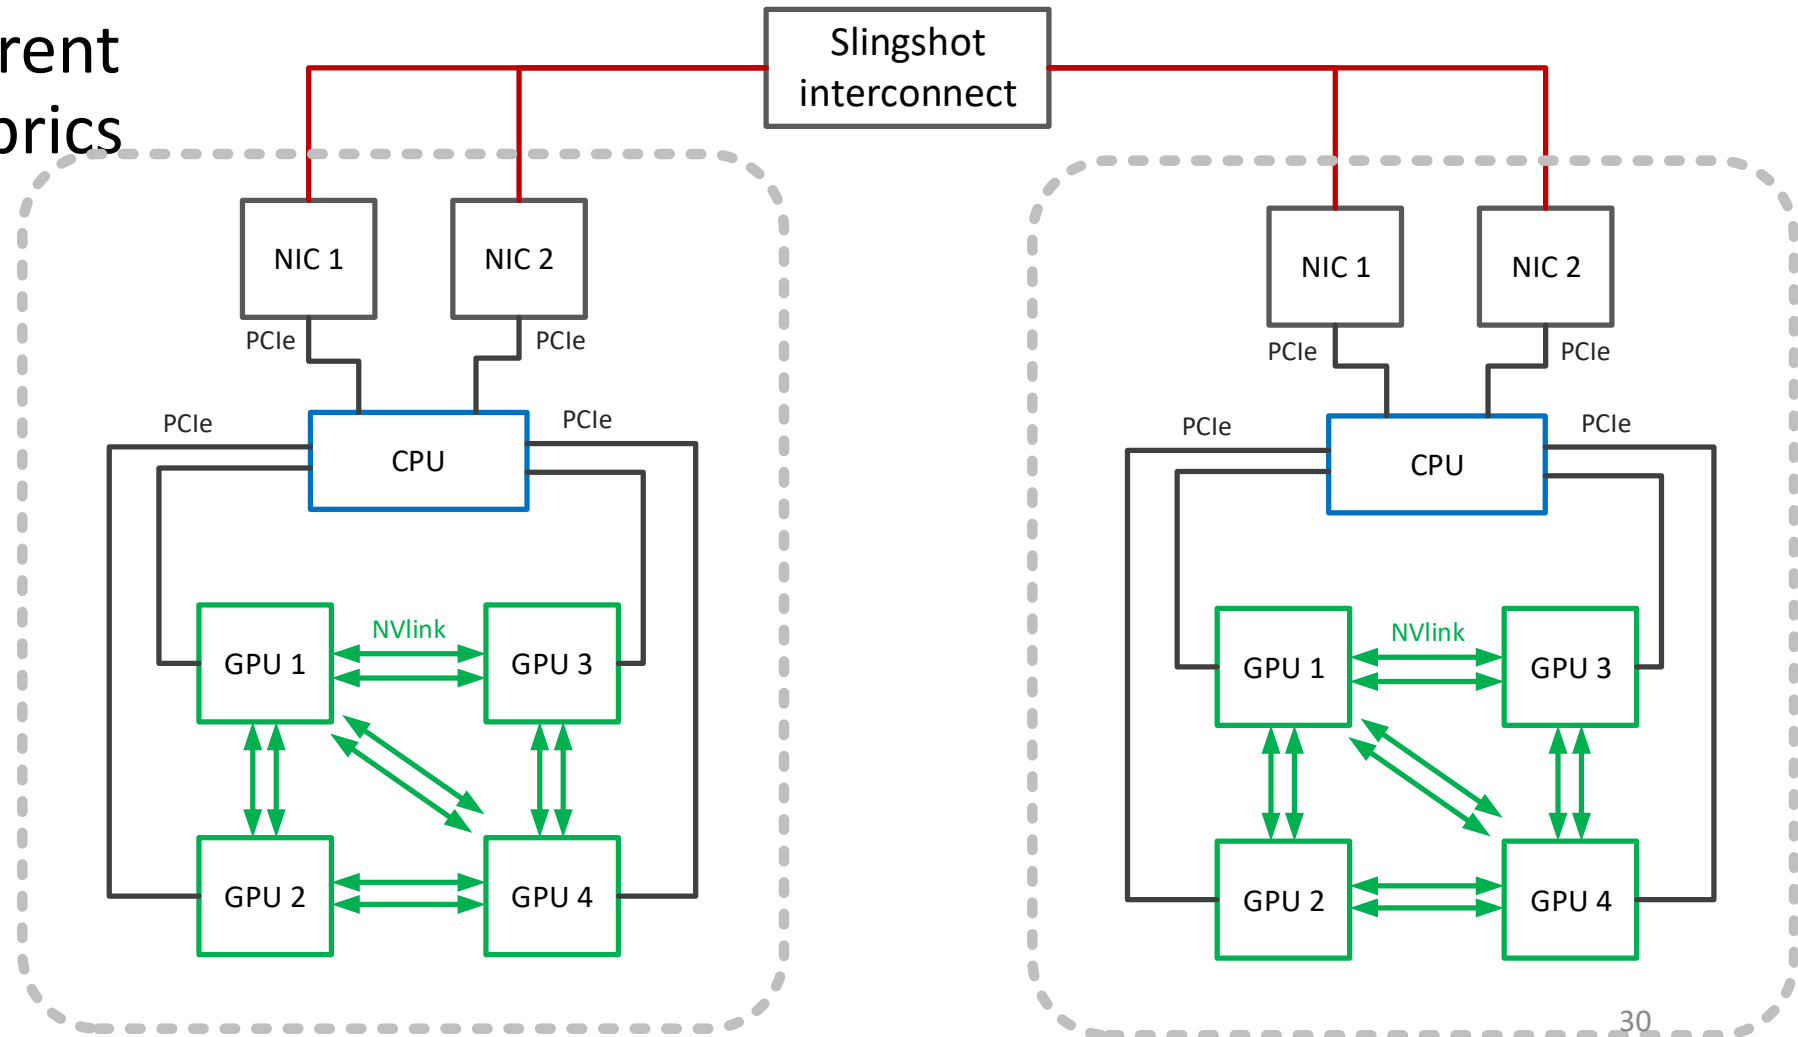 rent
brics
Slingshot
interconnect
NIC 1
NIC 2
PCIe
PCIe
PCIe
CPU
PCIe
GPU 1
NVlink
GPU 3
GPU 2
GPU 4
NIC 1
NIC 2
PCIe
PCIe
PCIe
CPU
PCIe
GPU 1
NVlink
GPU 3
GPU 2
GPU 4
30